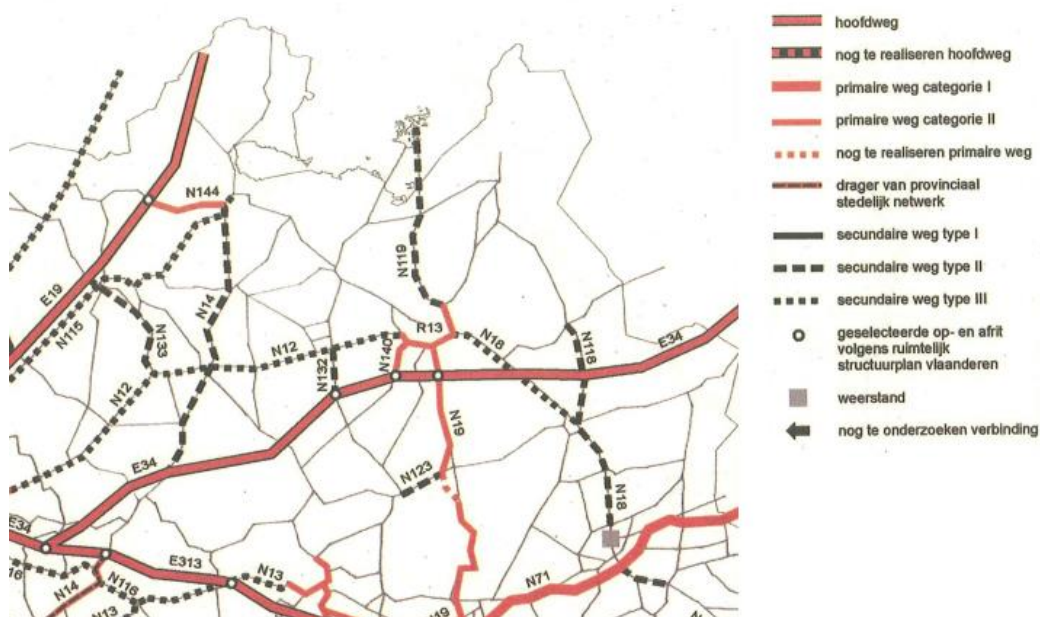 hoofdweg
nog te realiseren hoofdweg
primaire weg categorie I
primaire weg categorie II
nog te realiseren primaire weg
drager van provinciaal
stedelijk netwerk
secundaire weg type I
secundaire weg type II
secundaire weg type III
geselecteerde op- en afrit
volgens ruimtelijk
structuurplan vlaanderen
weerstand
nog te onderzoeken verbinding
N144
N119
E19
N14
N115
N133
R13
N18
N12
N140
N118
E34
N132
N12
N19
E34
N123
N18
E34
E313
N13
N71
16
N14
N116
N13
N19